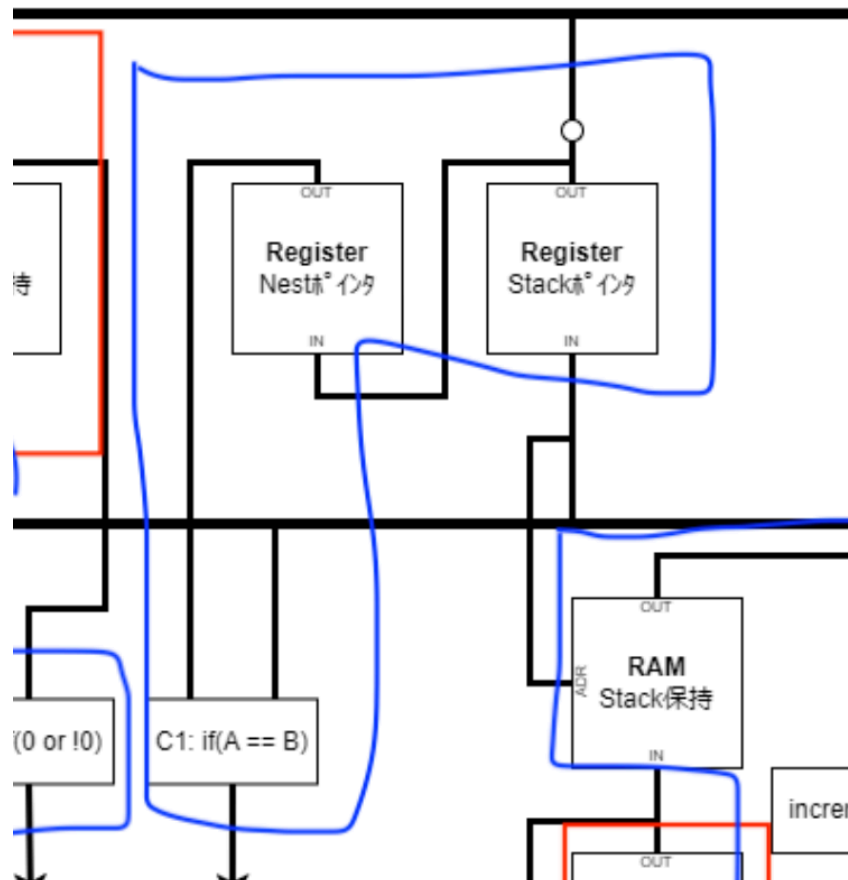 OUT
OUT
Register
Nestﾎﾟｲﾝﾀ
Register
Stackﾎﾟｲﾝﾀ
持
IN
IN
OUT
RAM
Stack保持
ADR
(0 or !0)
C1: if(A == B)
IN
increr
OUT